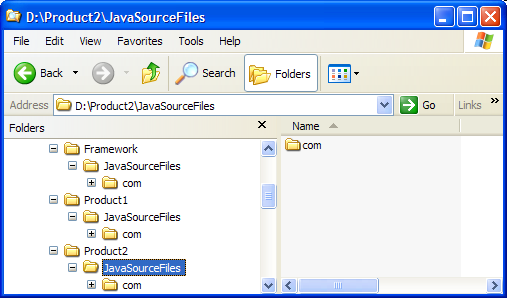 D:\Product2\JavaSourceFiles
File Edit View Favorites Tools Help
Back Search Folders
Address D:\Product2\JavaSourceFiles Go Links »
Folders
Name
Framework
JavaSourceFiles
com
Product1
JavaSourceFiles
com
Product2
JavaSourceFiles
com
com